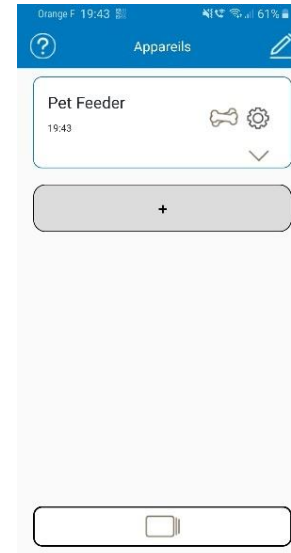 Orange F 19:43 61%
? Appareils
Pet Feeder
19:43
+